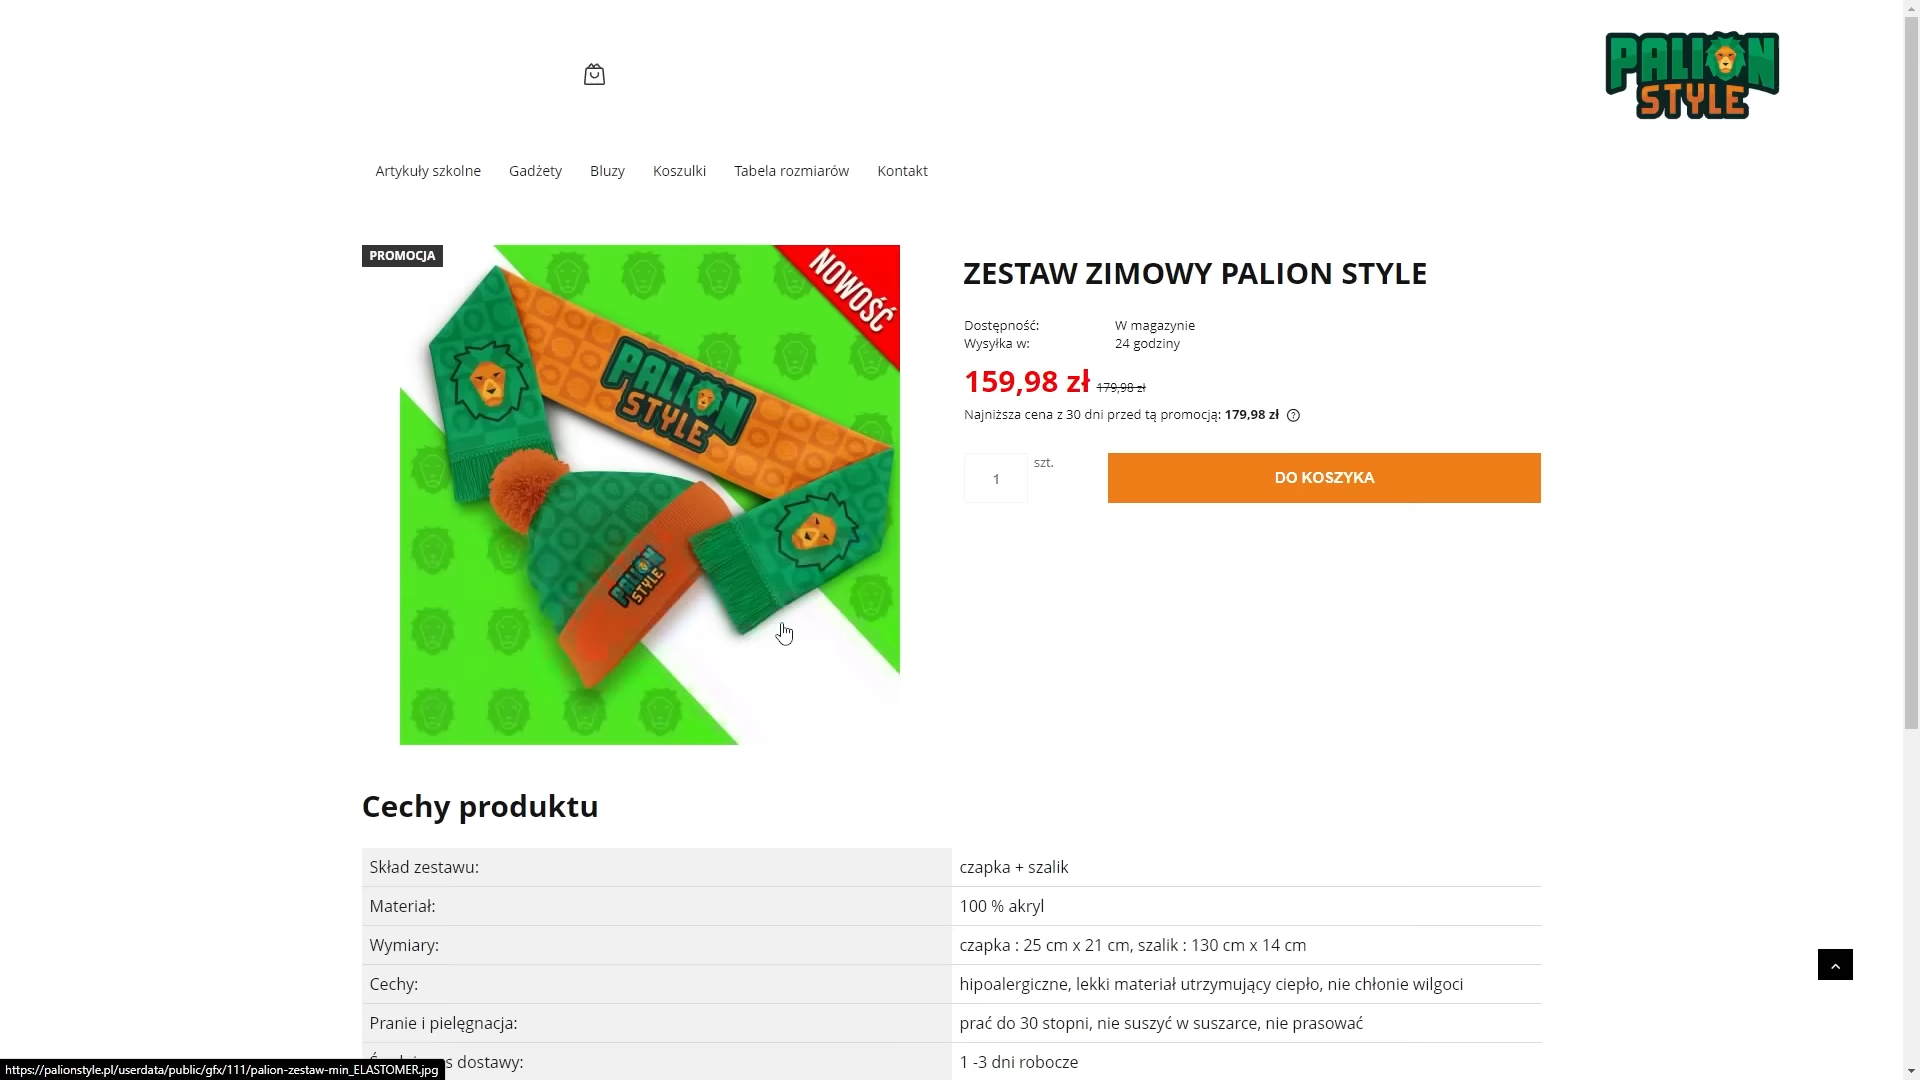 PALION
STYLE
Artykuły szkolne
Gadżety
Bluzy
Koszulki
Tabela rozmiarów
Kontakt
PROMOCJA
NOWOŚĆ
PALION
STYLE
PALION
STYLE
ZESTAW ZIMOWY PALION STYLE
Dostępność: W magazynie
Wysyłka w: 24 godziny
159,98 zł 179,98 zł
Najniższa cena z 30 dni przed tą promocją: 179,98 zł ?
1 szt. DO KOSZYKA
Cechy produktu
Skład zestawu: czapka + szalik
Materiał: 100 % akryl
Wymiary: czapka : 25 cm x 21 cm, szalik : 130 cm x 14 cm
Cechy: hipoalergiczne, lekki materiał utrzymujący ciepło, nie chłonie wilgoci
Pranie i pielęgnacja: prać do 30 stopni, nie suszyć w suszarce, nie prasować
dostawy: 1 -3 dni robocze
https://palionstyle.pl/userdata/public/gfx/111/palion-zestaw-min_ELASTOMER.jpg